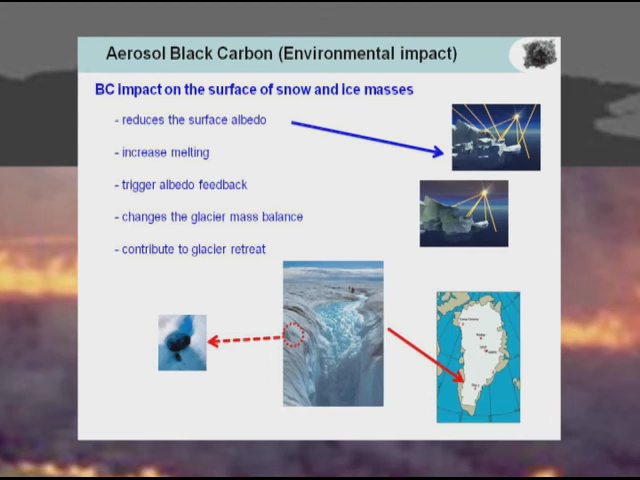 Aerosol Black Carbon (Environmental impact)
BC impact on the surface of snow and ice masses
- reduces the surface albedo
- increase melting
- trigger albedo feedback
- changes the glacier mass balance
- contribute to glacier retreat